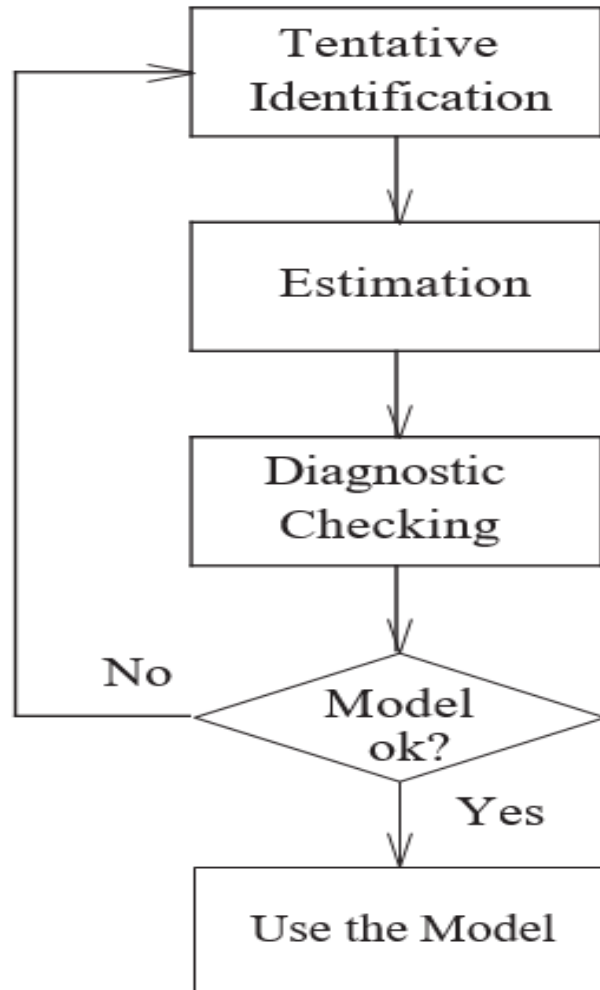 Tentative
Identification
Estimation
Diagnostic
Checking
No
Model
ok?
Yes
Use the Model